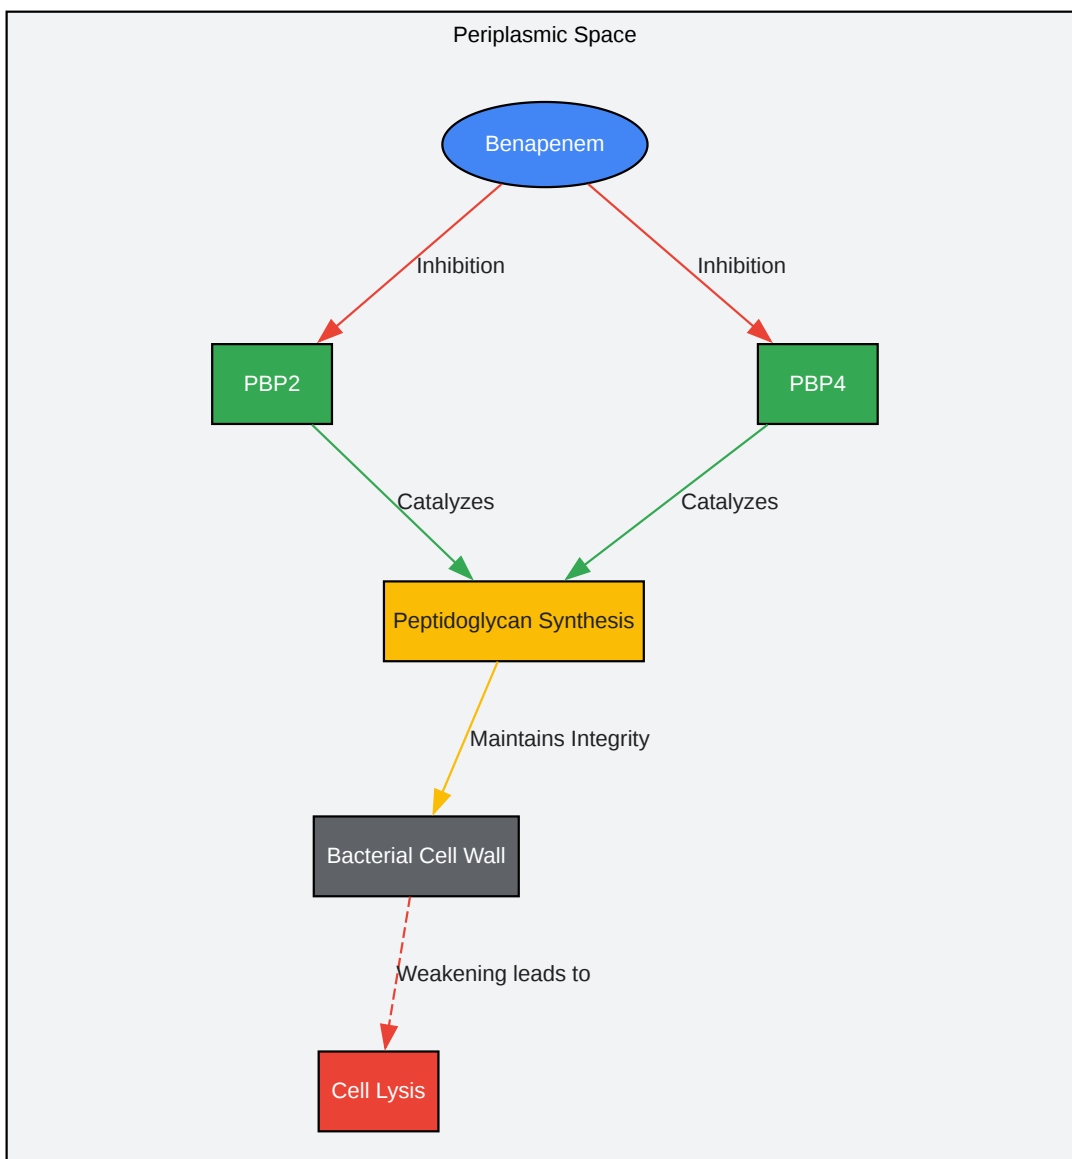 Periplasmic Space
Benapenem
Inhibition
Inhibition
PBP2
PBP4
Catalyzes
Catalyzes
Peptidoglycan Synthesis
Maintains Integrity
Bacterial Cell Wall
Weakening leads to
Cell Lysis